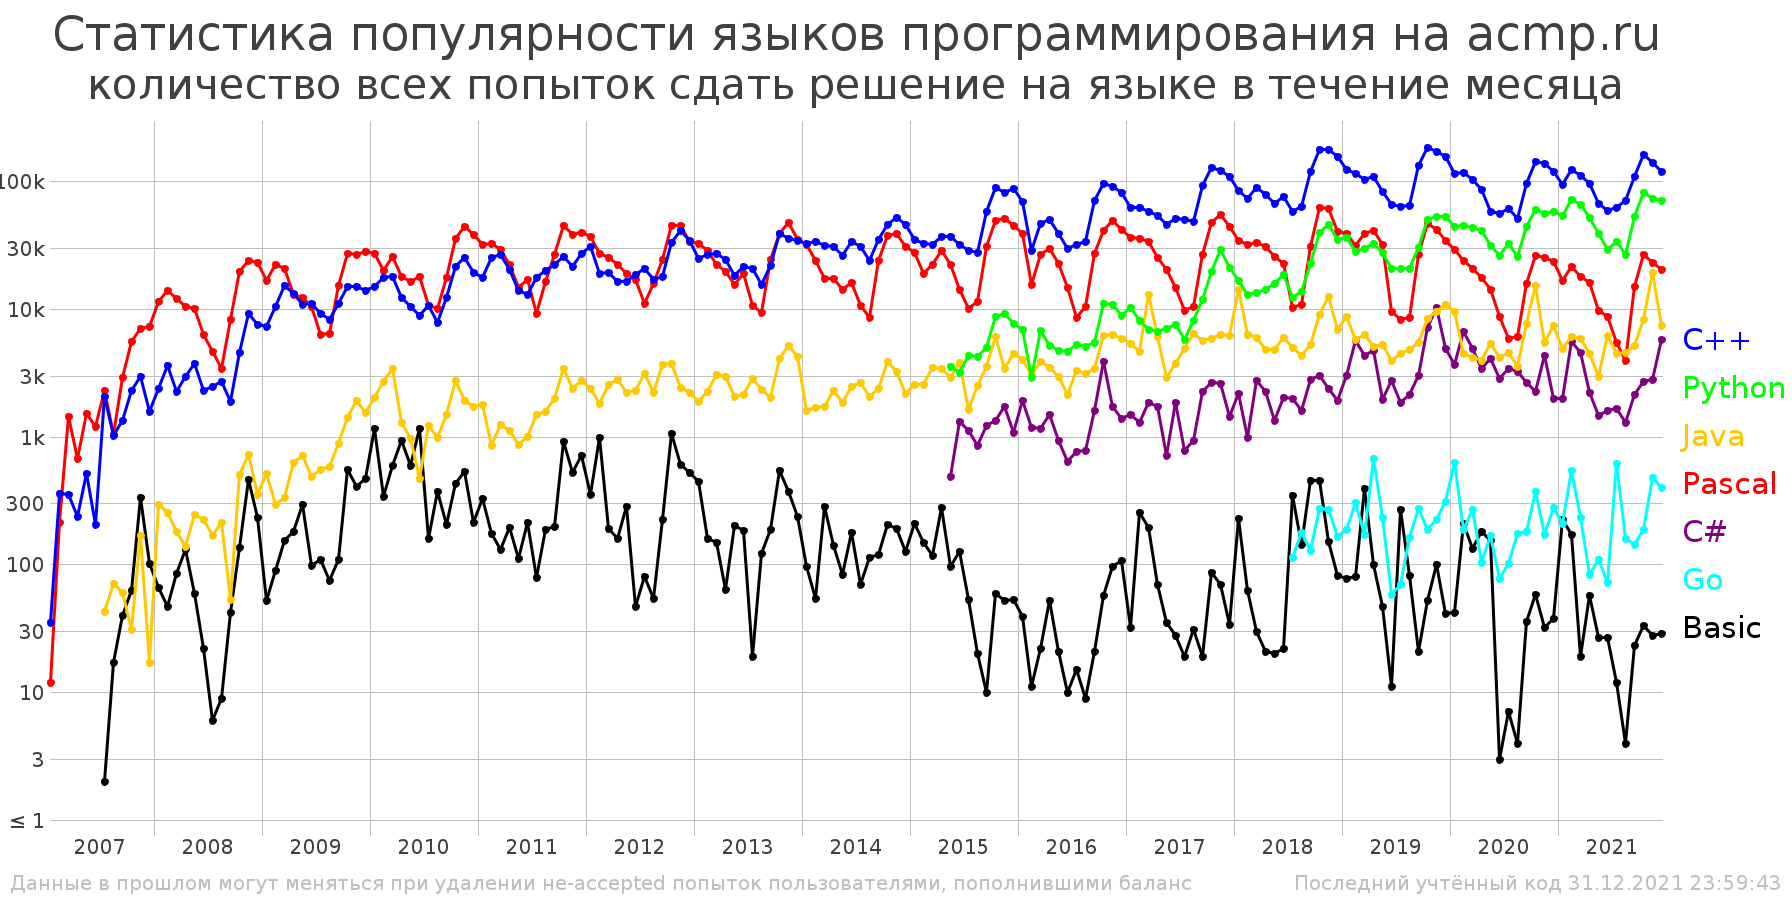 Статистика популярности языков программирования на acmp.ru
количество всех попыток сдать решение на языке в течение месяца
100k
30k
10k
3k
1k
300
100
30
10
3
≤ 1
C++
Python
Java
Pascal
C#
Go
Basic
2007 2008 2009 2010 2011 2012 2013 2014 2015 2016 2017 2018 2019 2020 2021
Данные в прошлом могут меняться при удалении не-accepted попыток пользователями, пополнившими баланс
Последний учтённый код 31.12.2021 23:59:43